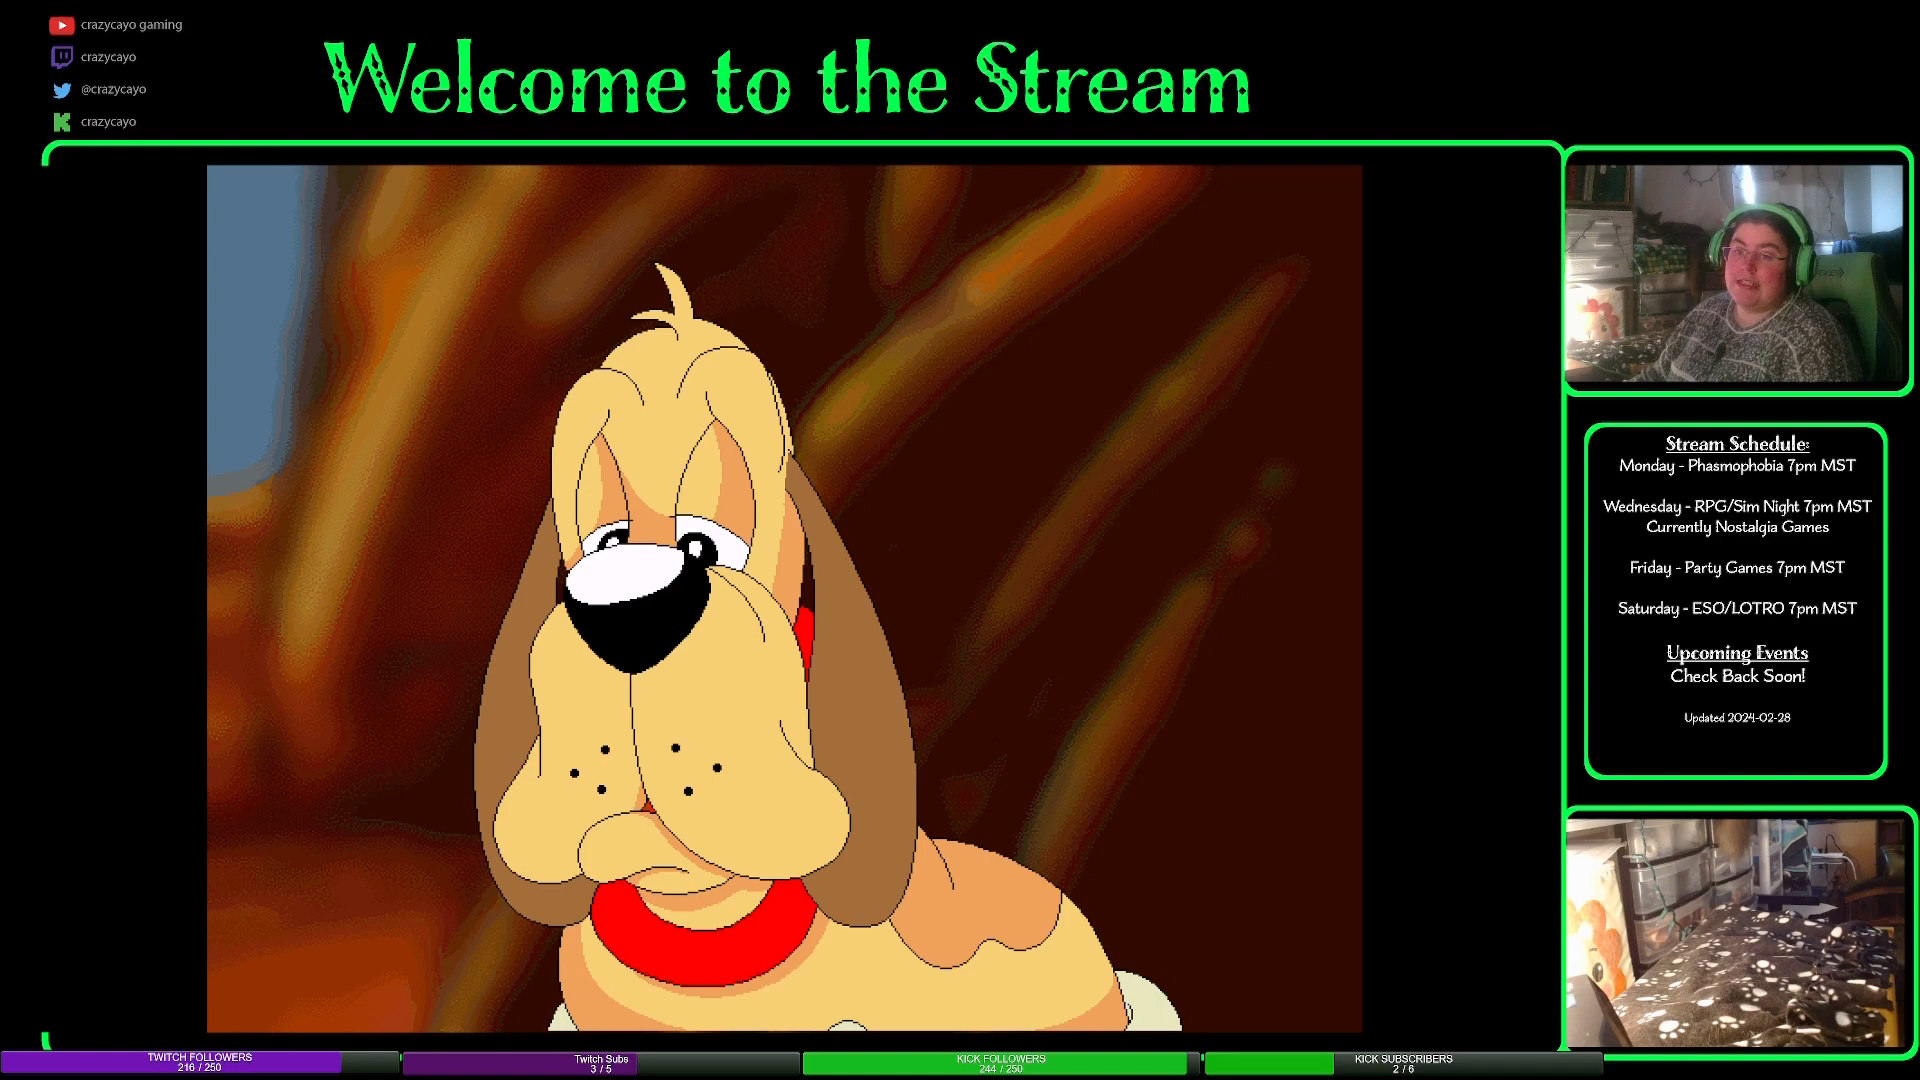 crazycayo gaming
crazycayo
@crazycayo
crazycayo
Welcome to the Stream
Stream Schedule:
Monday - Phasmophobia 7pm MST
Wednesday - RPG/Sim Night 7pm MST
Currently Nostalgia Games
Friday - Party Games 7pm MST
Saturday - ESO/LOTRO 7pm MST
Upcoming Events
Check Back Soon!
Updated 2024-02-28
TWITCH FOLLOWERS
216 / 250
Twitch Subs
3 / 5
KICK FOLLOWERS
244 / 250
KICK SUBSCRIBERS
2 / 6